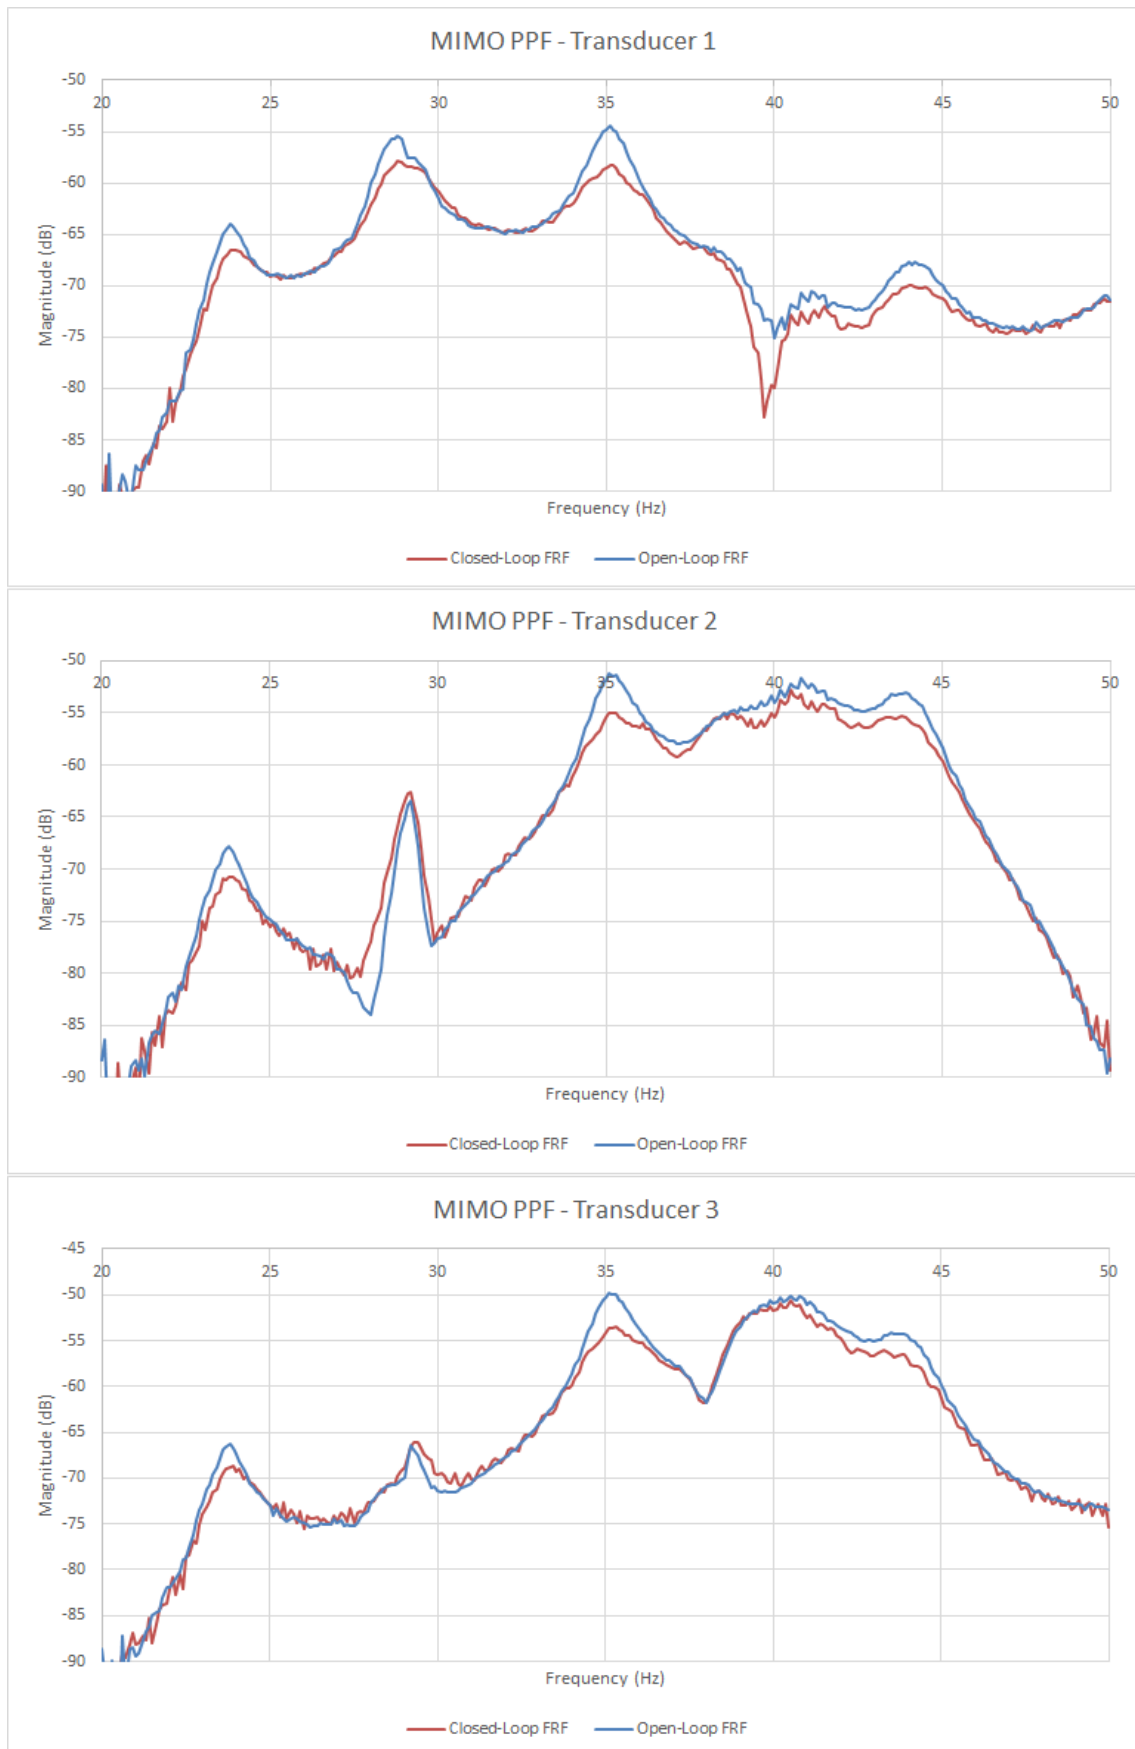 MIMO PPF - Transducer 1
-50
20 25 30 35 40 45 50
-55
-60
-65
-70
-75
-80
-85
-90
Magnitude (dB)
Frequency (Hz)
Closed-Loop FRF Open-Loop FRF
MIMO PPF - Transducer 2
-50
20 25 30 35 40 45 50
-55
-60
-65
-70
-75
-80
-85
-90
Magnitude (dB)
Frequency (Hz)
Closed-Loop FRF Open-Loop FRF
MIMO PPF - Transducer 3
-45
20 25 30 35 40 45 50
-50
-55
-60
-65
-70
-75
-80
-85
-90
Magnitude (dB)
Frequency (Hz)
Closed-Loop FRF Open-Loop FRF